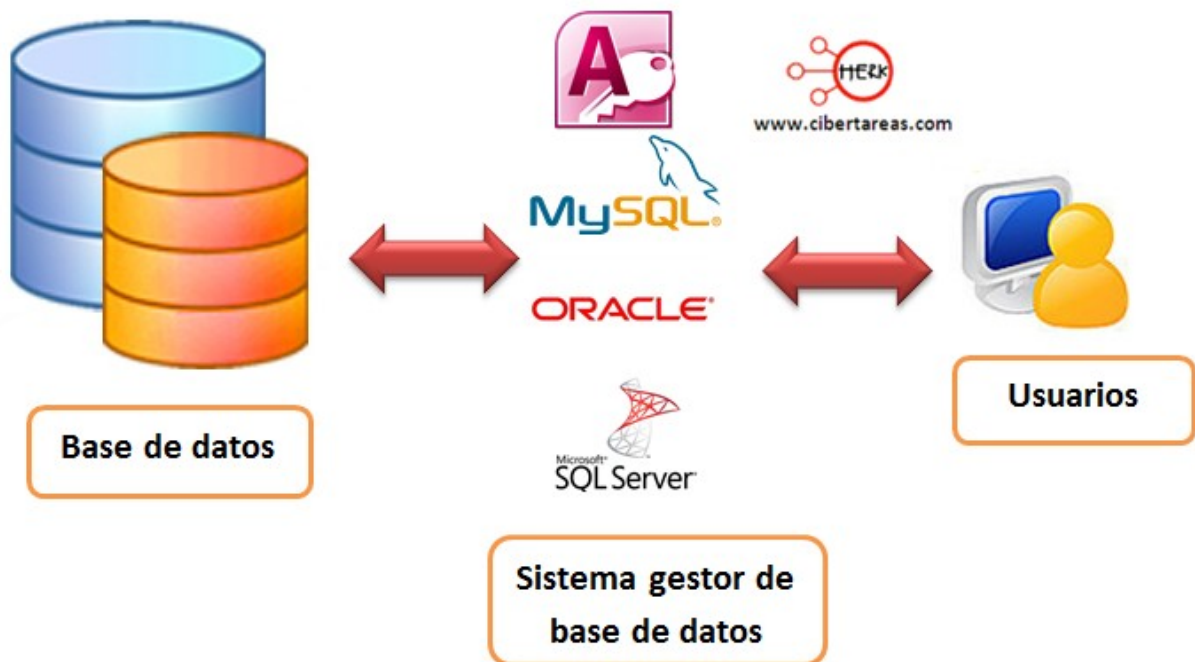 A
HERK
www.cibertareas.com
MySQL®
ORACLE®
Base de datos
Usuarios
Microsoft®
SQL Server®
Sistema gestor de
base de datos